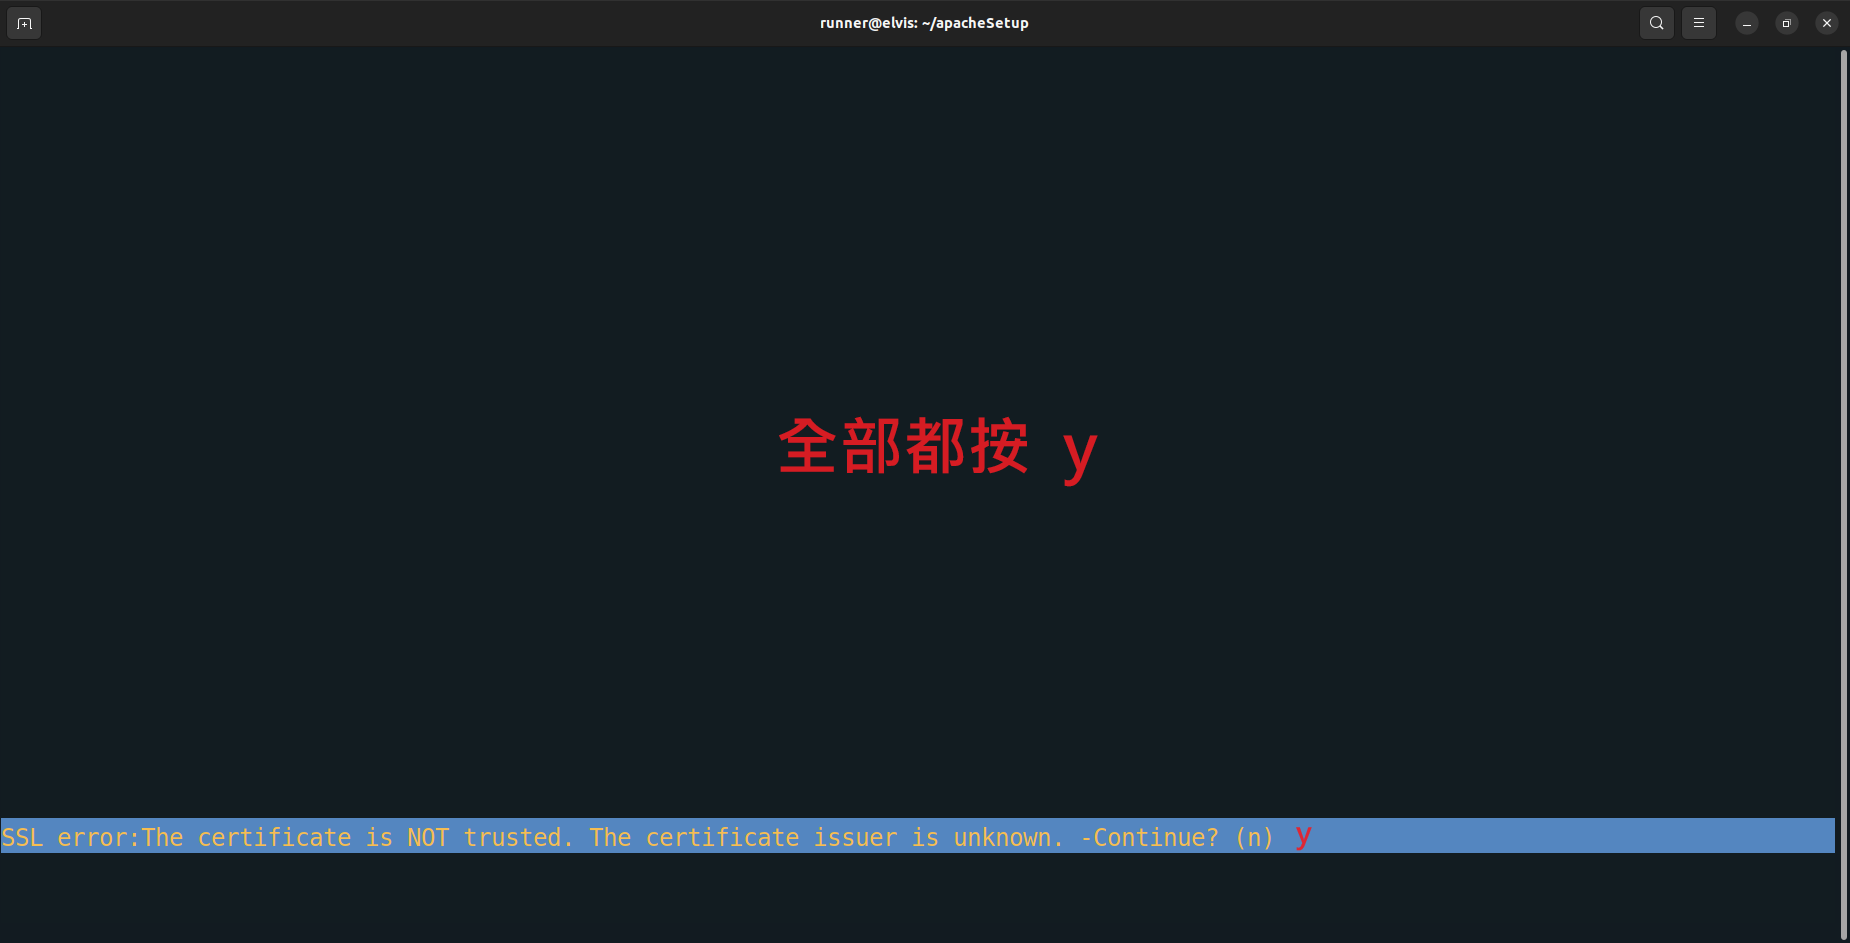 runner@elvis: ~/apacheSetup
全部都按 y
SSL error:The certificate is NOT trusted. The certificate issuer is unknown. -Continue? (n) y